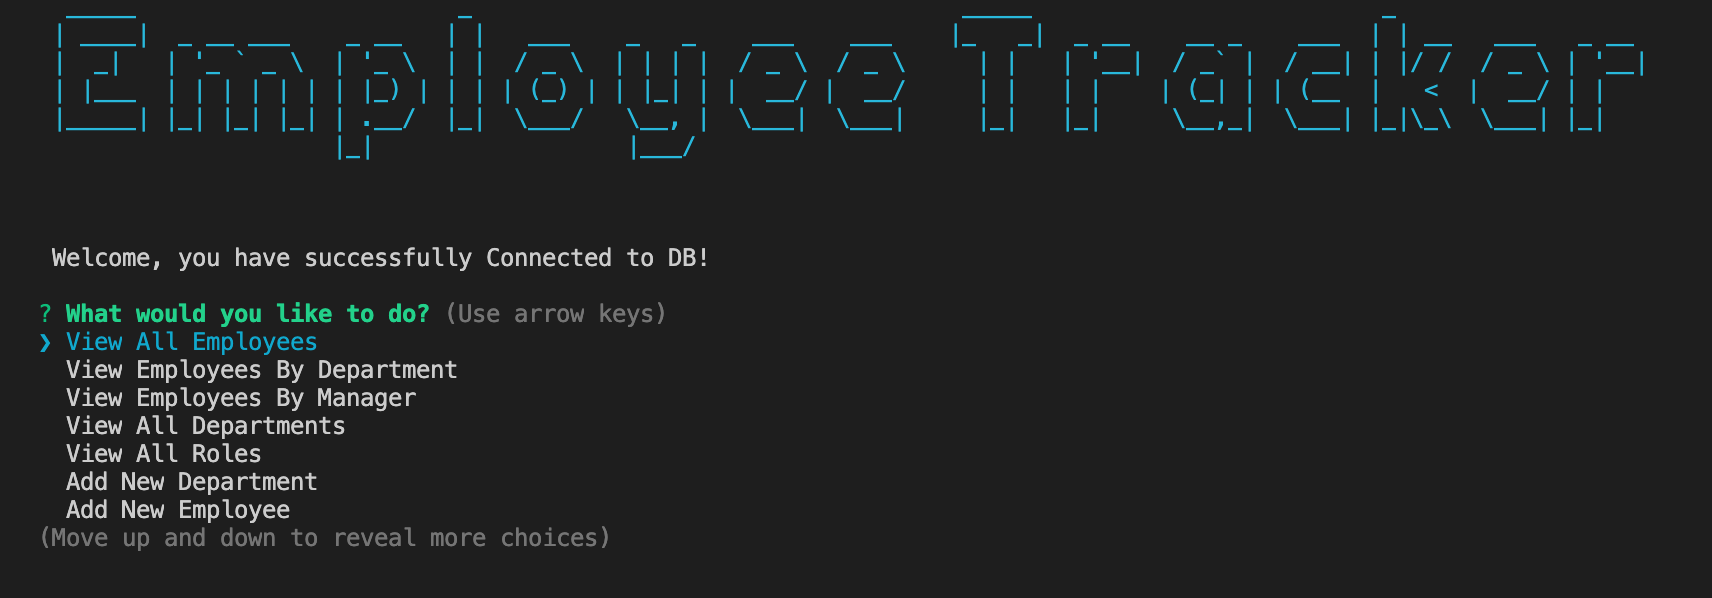 Employee Tracker
Welcome, you have successfully Connected to DB!
? What would you like to do? (Use arrow keys)
❯ View All Employees
View Employees By Department
View Employees By Manager
View All Departments
View All Roles
Add New Department
Add New Employee
(Move up and down to reveal more choices)